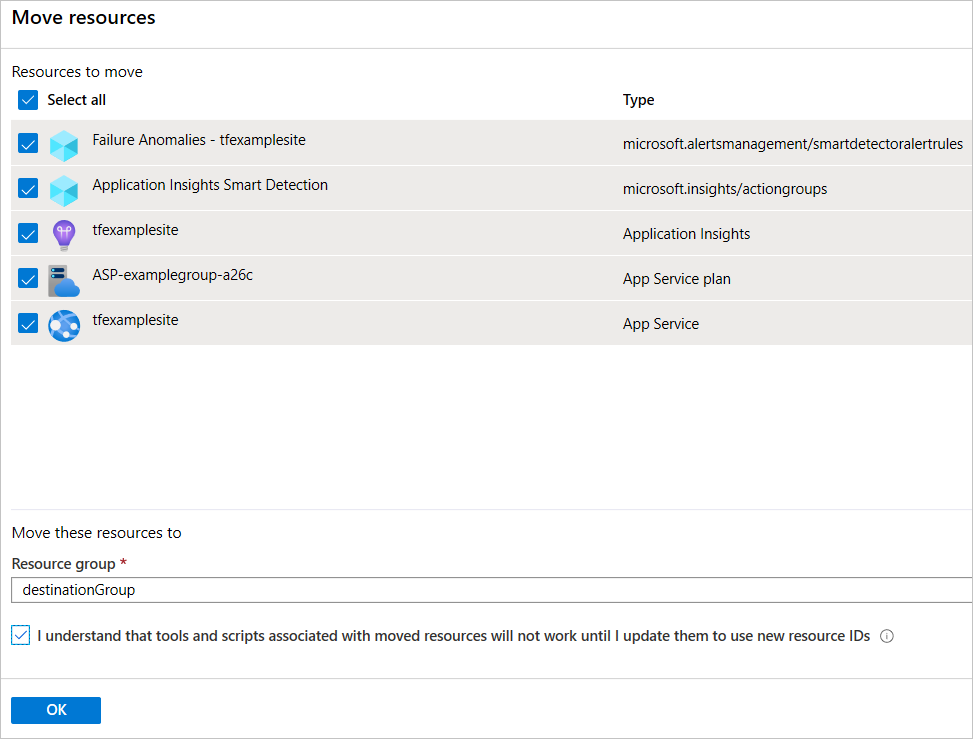 Move resources
Resources to move
Select all Type
Failure Anomalies - tfexamplesite microsoft.alertsmanagement/smartdetectoralertrules
Application Insights Smart Detection microsoft.insights/actiongroups
tfexamplesite Application Insights
ASP-examplegroup-a26c App Service plan
tfexamplesite App Service
Move these resources to
Resource group *
destinationGroup
I understand that tools and scripts associated with moved resources will not work until I update them to use new resource IDs
OK